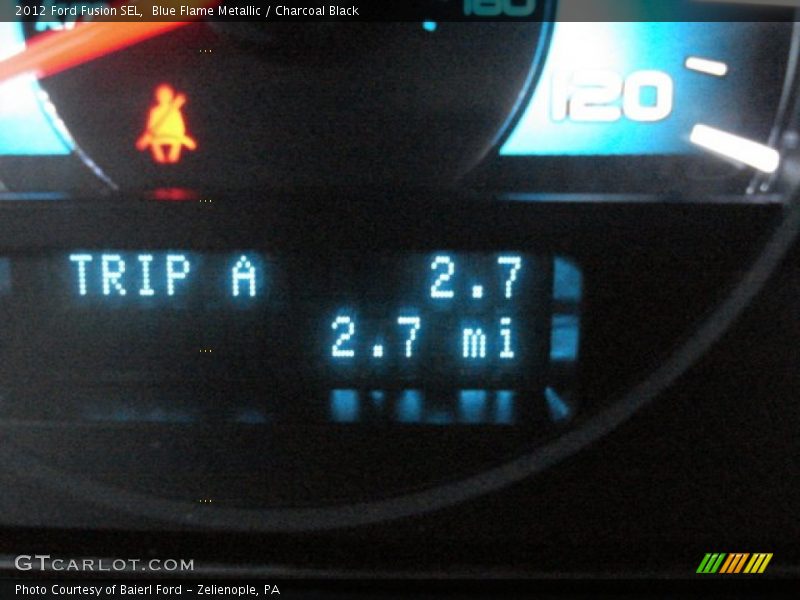 2012 Ford Fusion SEL,  Blue Flame Metallic / Charcoal Black
120
TRIP A 2.7
2.7 mi
GTCARLOT.COM
Photo Courtesy of Baierl Ford – Zelienople, PA